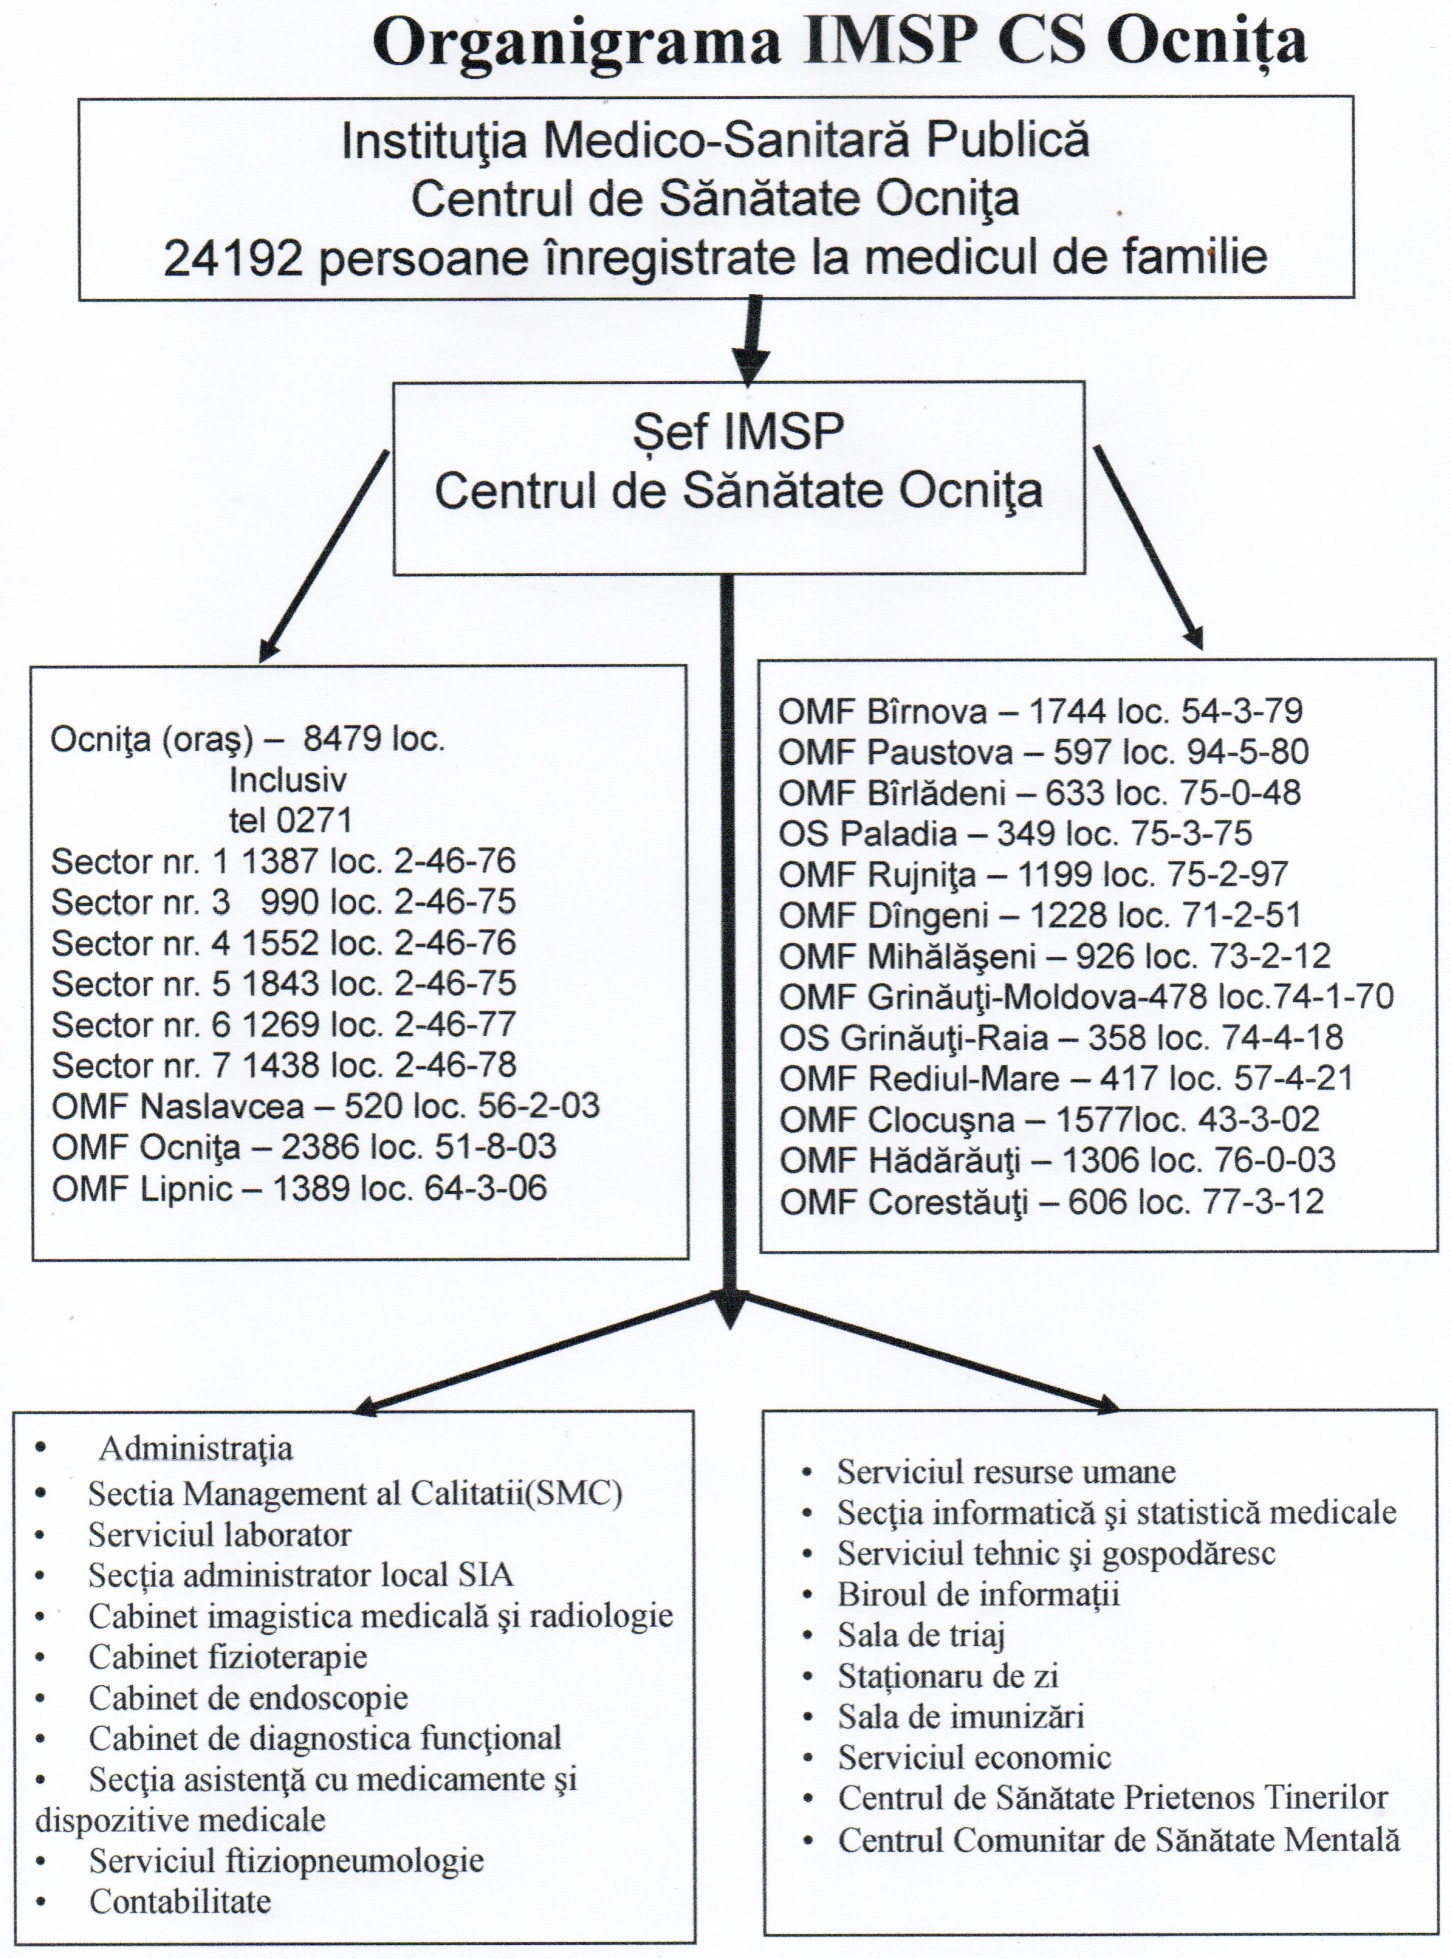 Organigrama IMSP CS Ocnița
Instituţia Medico-Sanitară Publică
Centrul de Sănătate Ocniţa
24192 persoane înregistrate la medicul de familie
Șef IMSP
Centrul de Sănătate Ocniţa
Ocniţa (oraş) – 8479 loc.
Inclusiv
tel 0271
Sector nr. 1 1387 loc. 2-46-76
Sector nr. 3 990 loc. 2-46-75
Sector nr. 4 1552 loc. 2-46-76
Sector nr. 5 1843 loc. 2-46-75
Sector nr. 6 1269 loc. 2-46-77
Sector nr. 7 1438 loc. 2-46-78
OMF Naslavcea – 520 loc. 56-2-03
OMF Ocniţa – 2386 loc. 51-8-03
OMF Lipnic – 1389 loc. 64-3-06
OMF Bîrnova – 1744 loc. 54-3-79
OMF Paustova – 597 loc. 94-5-80
OMF Bîrlădeni – 633 loc. 75-0-48
OS Paladia – 349 loc. 75-3-75
OMF Rujniţa – 1199 loc. 75-2-97
OMF Dîngeni – 1228 loc. 71-2-51
OMF Mihălăşeni – 926 loc. 73-2-12
OMF Grinăuţi-Moldova-478 loc.74-1-70
OS Grinăuţi-Raia – 358 loc. 74-4-18
OMF Rediul-Mare – 417 loc. 57-4-21
OMF Clocuşna – 1577loc. 43-3-02
OMF Hădărăuţi – 1306 loc. 76-0-03
OMF Corestăuţi – 606 loc. 77-3-12
• Administraţia
• Sectia Management al Calitatii(SMC)
• Serviciul laborator
• Secția administrator local SIA
• Cabinet imagistica medicală şi radiologie
• Cabinet fizioterapie
• Cabinet de endoscopie
• Cabinet de diagnostica funcţional
• Secţia asistenţă cu medicamente şi
dispozitive medicale
• Serviciul ftiziopneumologie
• Contabilitate
• Serviciul resurse umane
• Secţia informatică şi statistică medicale
• Serviciul tehnic şi gospodăresc
• Biroul de informații
• Sala de triaj
• Staționaru de zi
• Sala de imunizări
• Serviciul economic
• Centrul de Sănătate Prietenos Tinerilor
• Centrul Comunitar de Sănătate Mentală